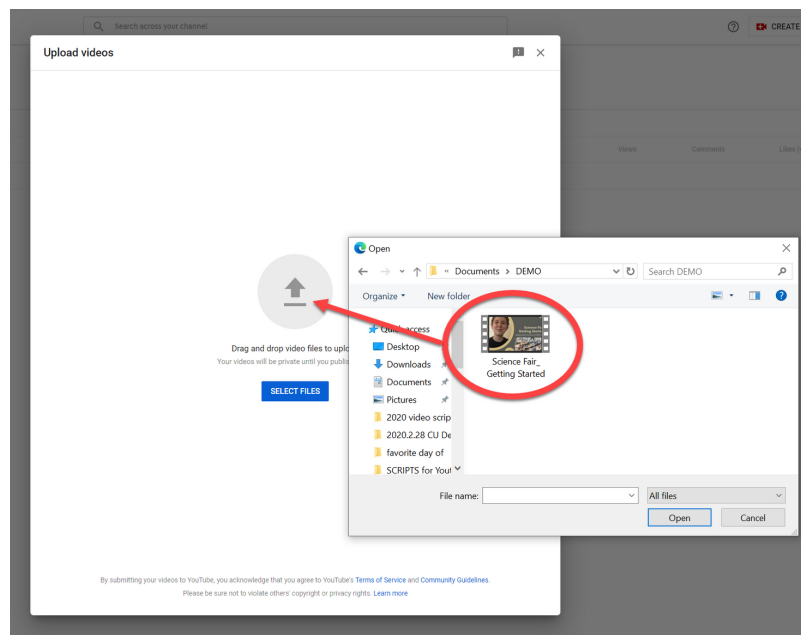 Search across your channel
CREATE
Upload videos
Views
Comments
Likes
Open
« Documents > DEMO
Search DEMO
Organize
New folder
Quick access
Desktop
Downloads
Documents
Pictures
2020 video scrip
2020.2.28 CU De
favorite day of
SCRIPTS for Yout
Science Fair_
Getting Started
Drag and drop video files to uplo
Your videos will be private until you publis
SELECT FILES
File name:
All files
Open
Cancel
By submitting your videos to YouTube, you acknowledge that you agree to YouTube's Terms of Service and Community Guidelines.
Please be sure not to violate others' copyright or privacy rights. Learn more